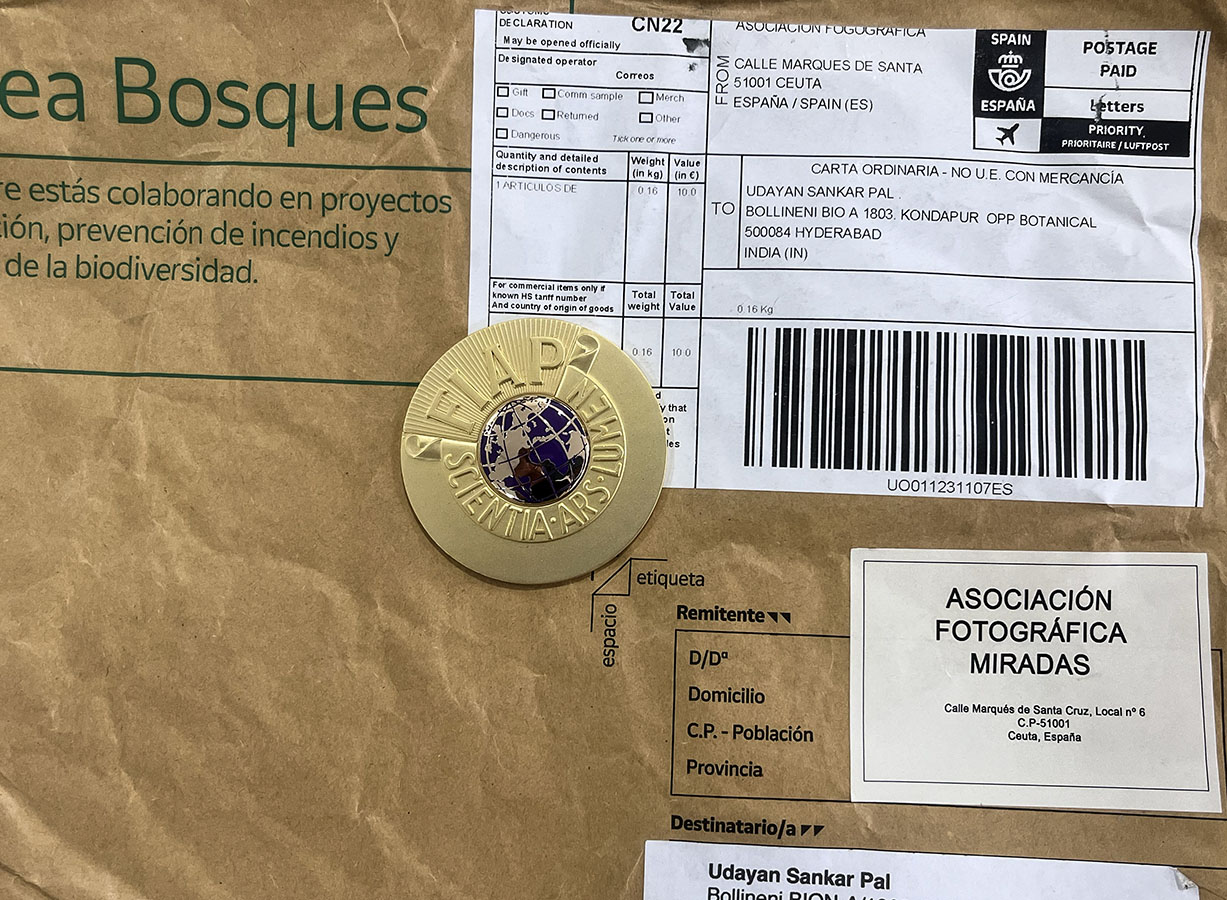 ea Bosques
re estás colaborando en proyectos
ión, prevención de incendios y
de la biodiversidad.
DECLARATION
CN22
May be opened officially
Designated operator
Correos
Gift
Comm sample
Merch
Docs
Returned
Other
Dangerous
Tick one or more
Quantity and detailed
description of contents
Weight
(in kg)
Value
(in €)
1 ARTICULOS DE
0.16
10.0
For commercial items only if
known HS tariff number
And country of origin of goods
Total
weight
Total
Value
0.16
10.0
y that
on
t
les
FROM
ASOCIACIÓN FOGOGRÁFICA
CALLE MARQUES DE SANTA
51001 CEUTA
ESPAÑA / SPAIN (ES)
SPAIN
ESPAÑA
POSTAGE
PAID
Letters
PRIORITY
PRIORITAIRE / LUFTPOST
CARTA ORDINARIA - NO U.E. CON MERCANCÍA
TO
UDAYAN SANKAR PAL .
BOLLINENI BIO A 1803. KONDAPUR OPP BOTANICAL
500084 HYDERABAD
INDIA (IN)
0.16 Kg
UO011231107ES
FIAP
SCIENTIA·ARS·LUMEN
etiqueta
espacio
Remitente
D/Dª
Domicilio
C.P. - Población
Provincia
ASOCIACIÓN
FOTOGRÁFICA
MIRADAS
Calle Marqués de Santa Cruz, Local nº 6
C.P-51001
Ceuta, España
Destinatario/a
Udayan Sankar Pal